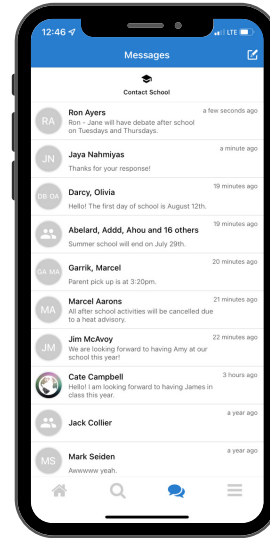 12:46
LTE
Messages
Contact School
RA
Ron Ayers
a few seconds ago
Ron - Jane will have debate after school
on Tuesdays and Thursdays.
JN
Jaya Nahmiyas
a minute ago
Thanks for your response!
DB OA
Darcy, Olivia
19 minutes ago
Hello! The first day of school is August 12th.
Abelard, Addd, Ahou and 16 others
19 minutes ago
Summer school will end on July 29th.
GA MA
Garrik, Marcel
20 minutes ago
Parent pick up is at 3:20pm.
MA
Marcel Aarons
21 minutes ago
All after school activities will be cancelled due
to a heat advisory.
JM
Jim McAvoy
22 minutes ago
We are looking forward to having Amy at our
school this year!
Cate Campbell
3 hours ago
Hello! I am looking forward to having James in
class this year.
Jack Collier
a year ago
MS
Mark Seiden
a year ago
Awwwww yeah.